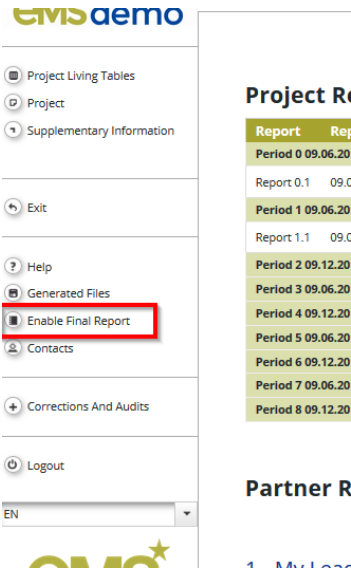 eMS demo
Project Living Tables
Project
Supplementary Information
Exit
Help
Generated Files
Enable Final Report
Contacts
Corrections And Audits
Logout
EN
eMS
Project Re
Report Rep
Period 0 09.06.20
Report 0.1 09.0
Period 1 09.06.20
Report 1.1 09.0
Period 2 09.12.20
Period 3 09.06.20
Period 4 09.12.20
Period 5 09.06.20
Period 6 09.12.20
Period 7 09.06.20
Period 8 09.12.20
Partner R
1 My Lead